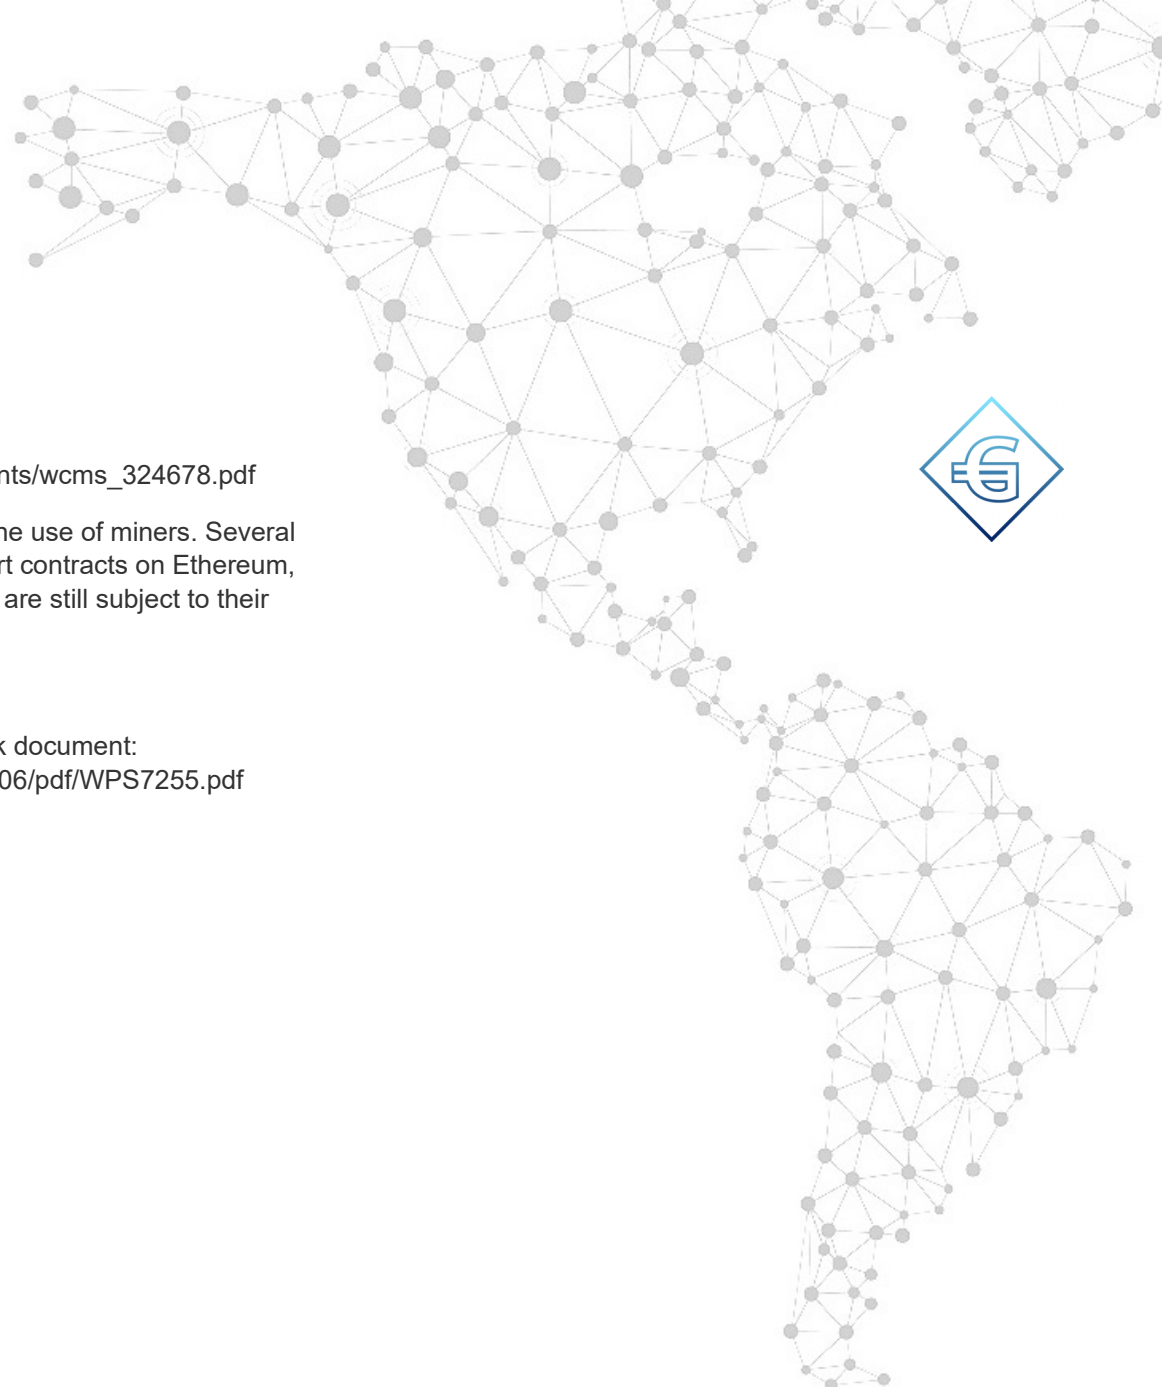 nts/wcms_324678.pdf
he use of miners. Several
rt contracts on Ethereum,
are still subject to their
k document:
06/pdf/WPS7255.pdf